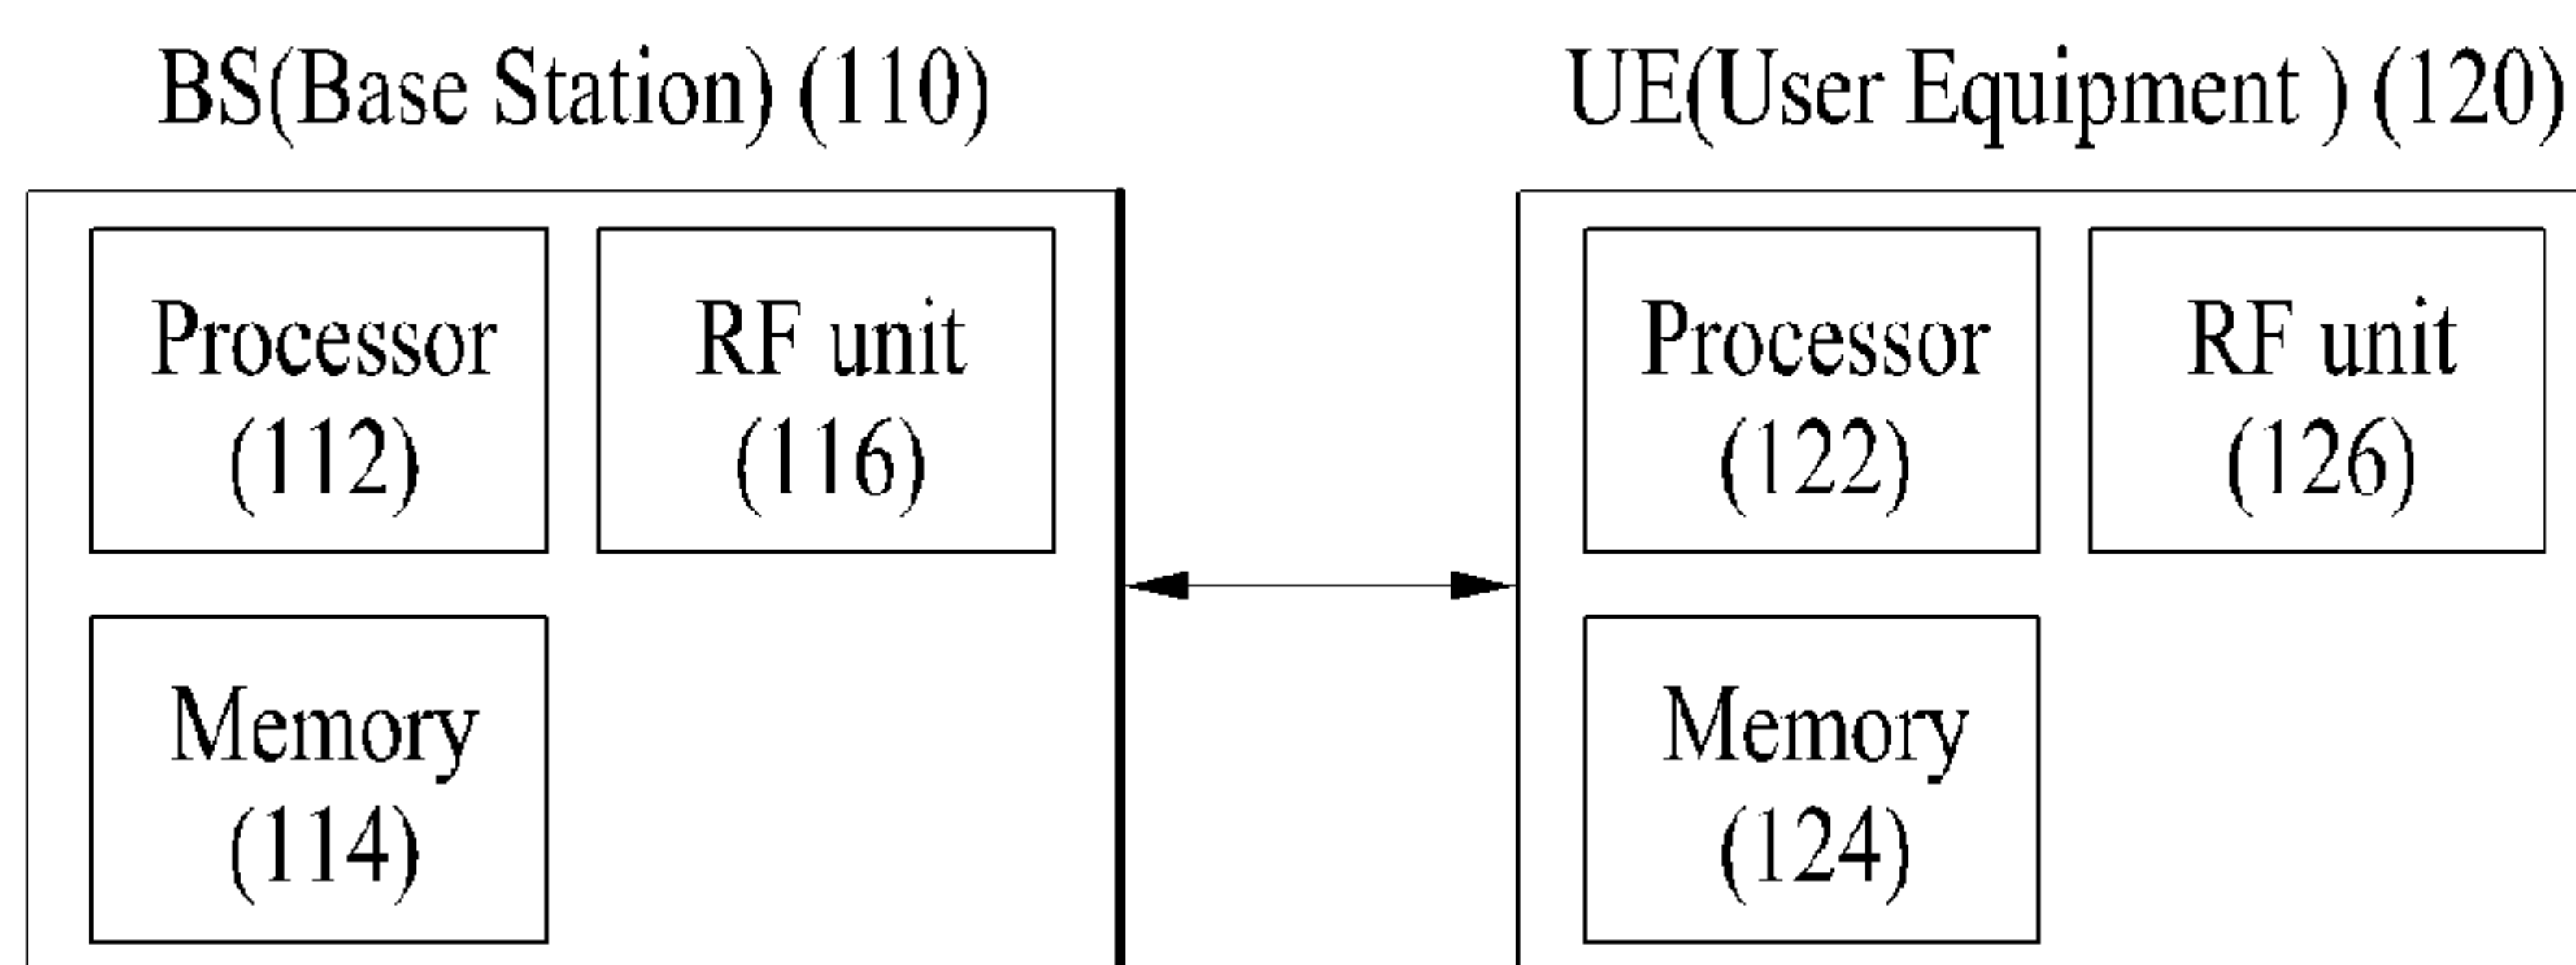 BS(Base Station) (110)
Processor
(112)
RF unit
(116)
Memory
(114)
UE(User Equipment ) (120)
Processor
(122)
RF unit
(126)
Memory
(124)